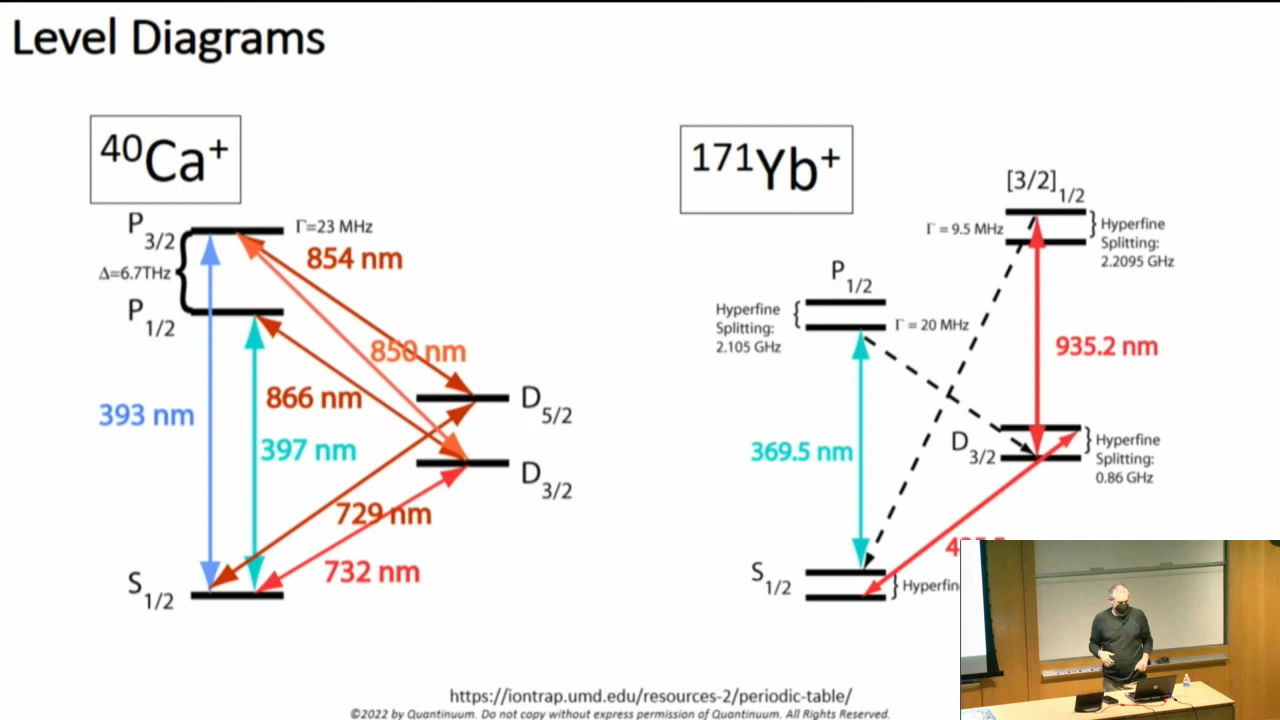 Level Diagrams
40Ca+
P3/2
Γ=23 MHz
854 nm
Δ=6.7THz
P1/2
850 nm
866 nm
393 nm
397 nm
D5/2
D3/2
729 nm
732 nm
S1/2
171Yb+
[3/2]1/2
Γ = 9.5 MHz
Hyperfine
Splitting:
2.2095 GHz
P1/2
Hyperfine
Splitting:
2.105 GHz
Γ = 20 MHz
935.2 nm
369.5 nm
D3/2
Hyperfine
Splitting:
0.86 GHz
S1/2
https://iontrap.umd.edu/resources-2/periodic-table/
©2022 by Quantinuum. Do not copy without express permission of Quantinuum. All Rights Reserved.